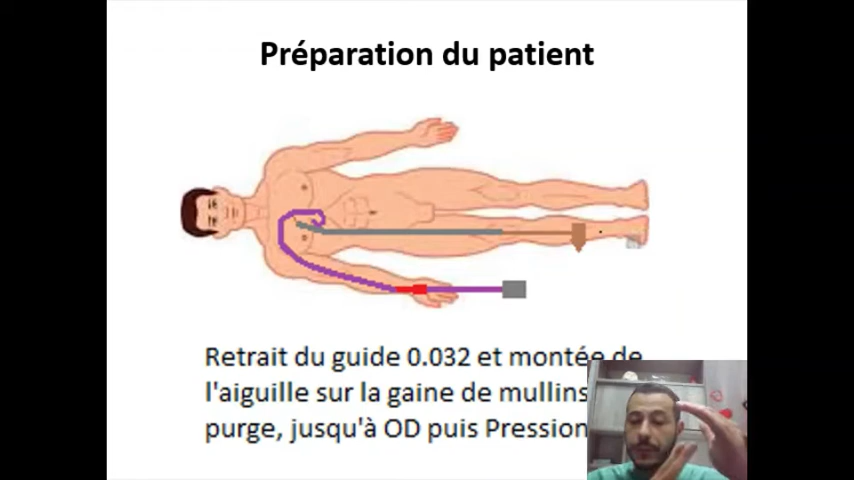 Préparation du patient
Retrait du guide 0.032 et montée de
l'aiguille sur la gaine de mullins
purge, jusqu'à OD puis Pression